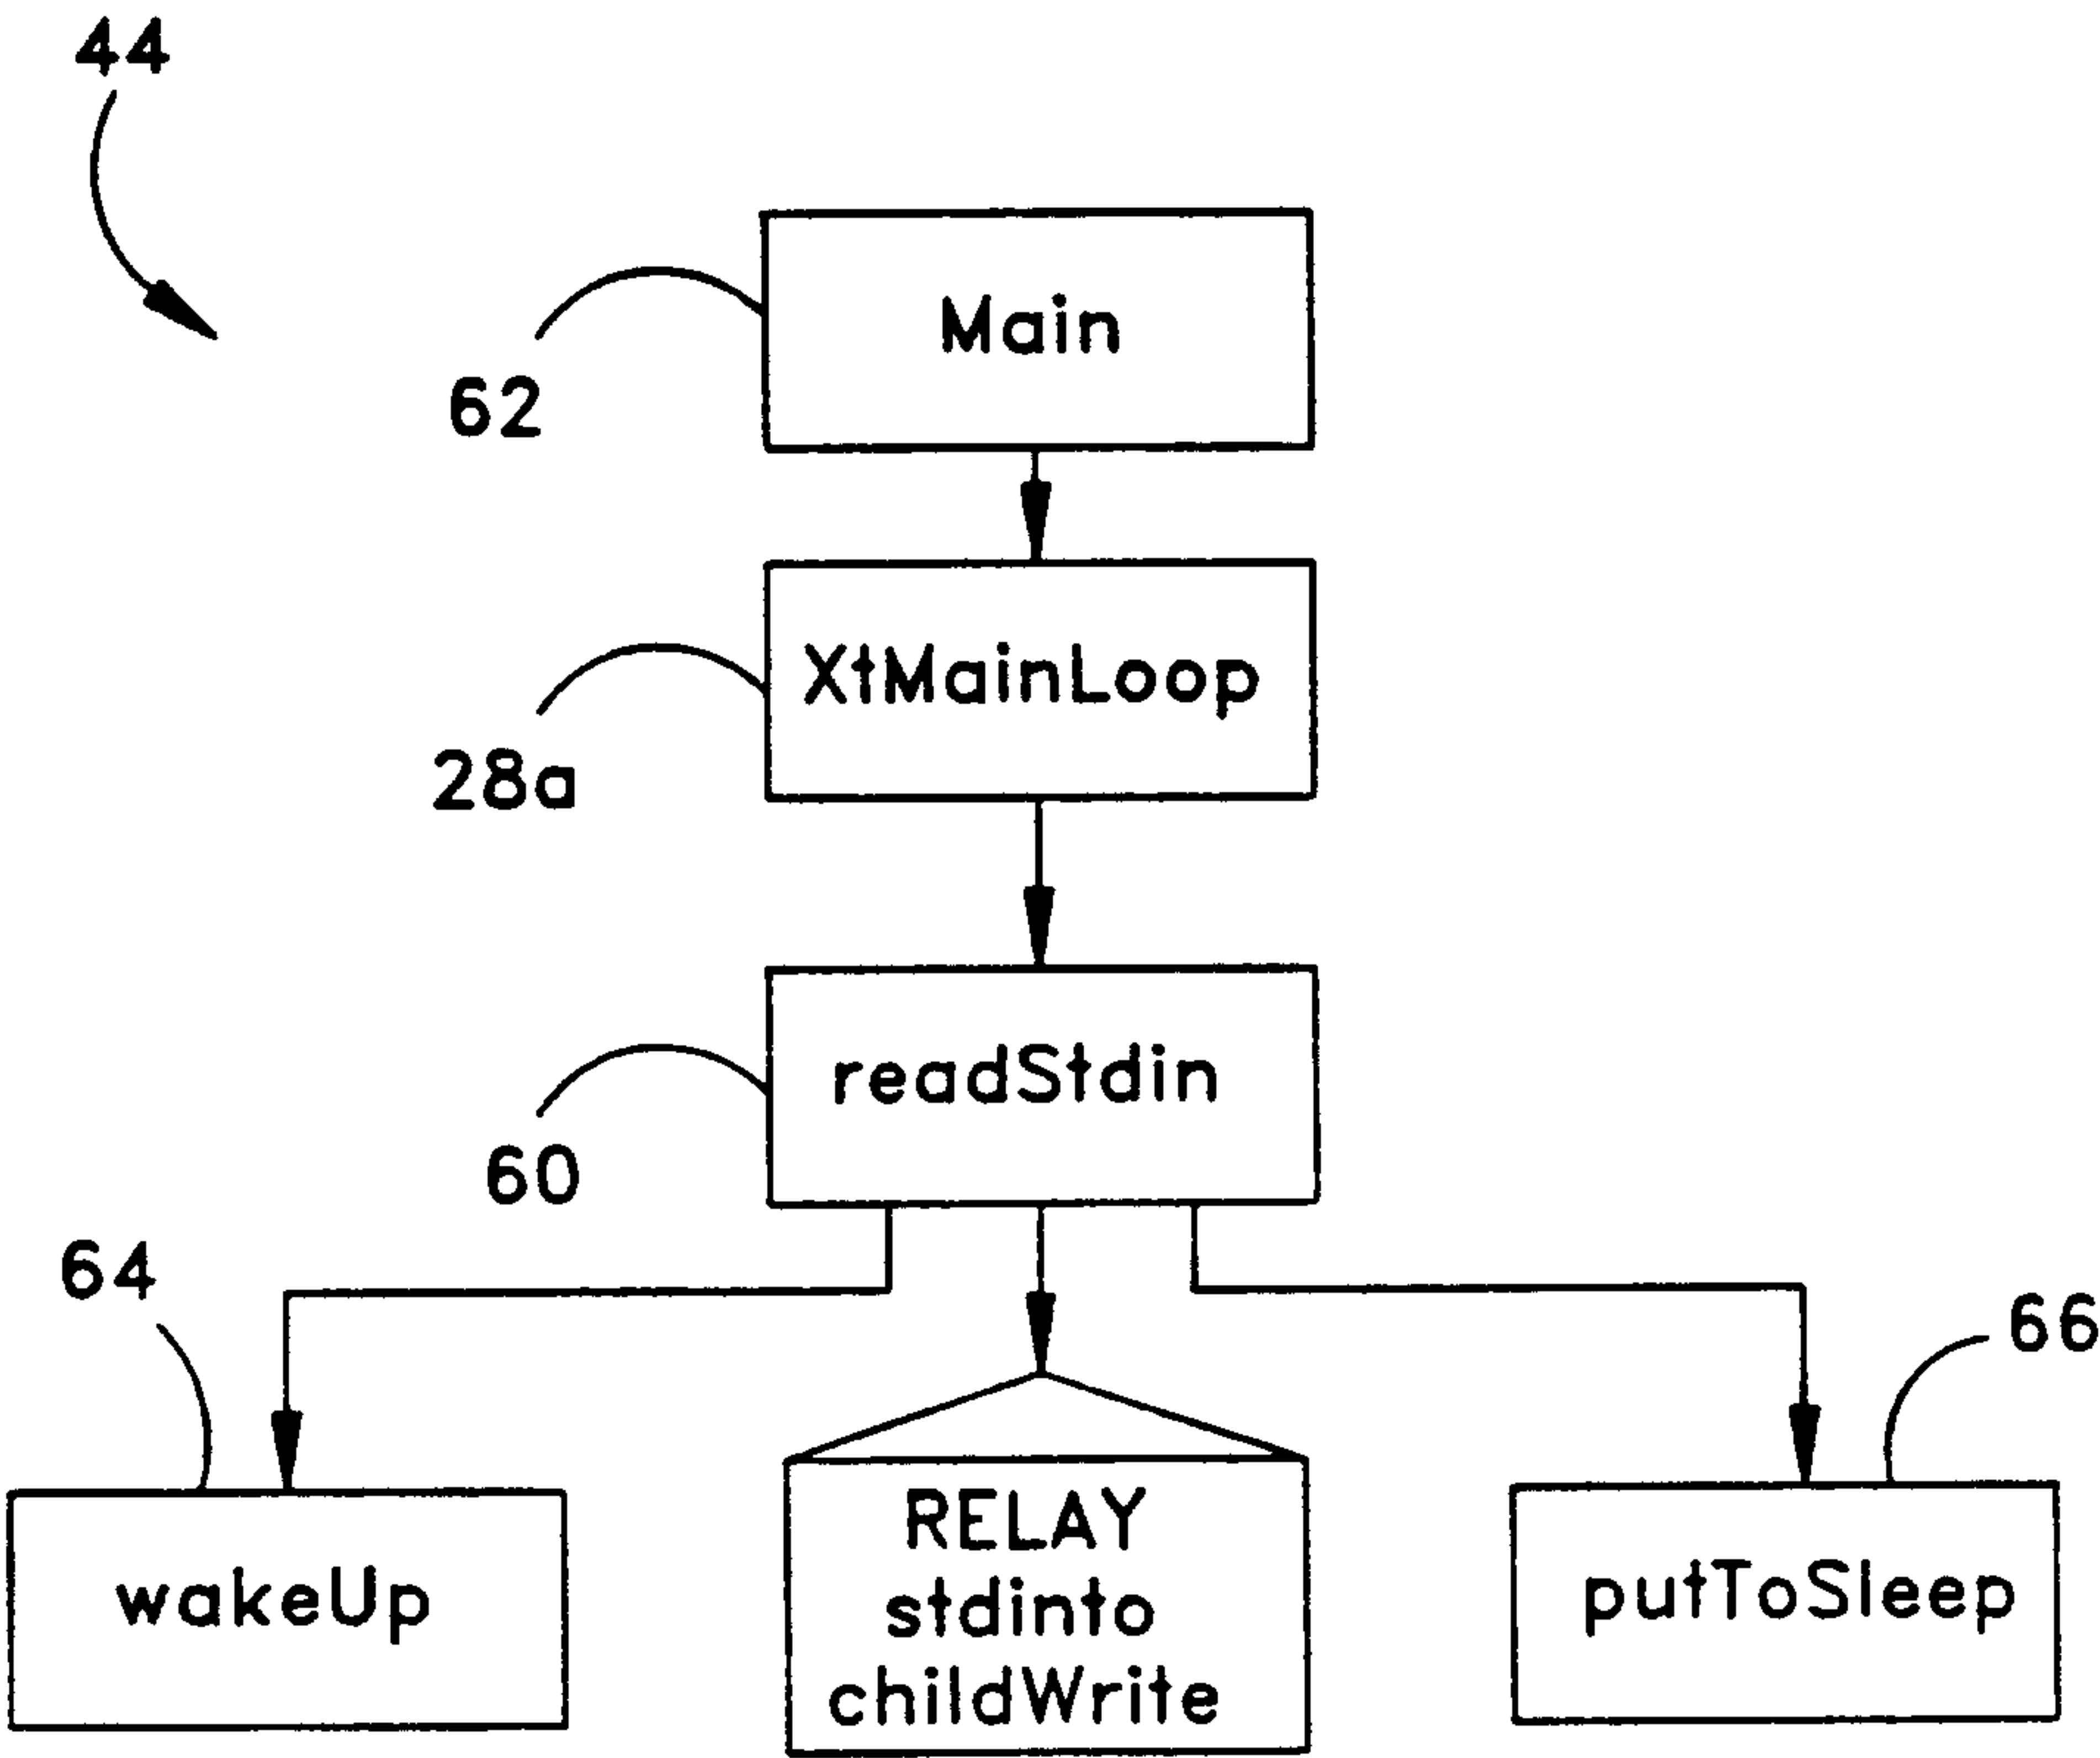 44
Main
62
XtMainLoop
28a
readStdin
60
64
66
RELAY
wakeUp
stdinto
putToSleep
childWrite